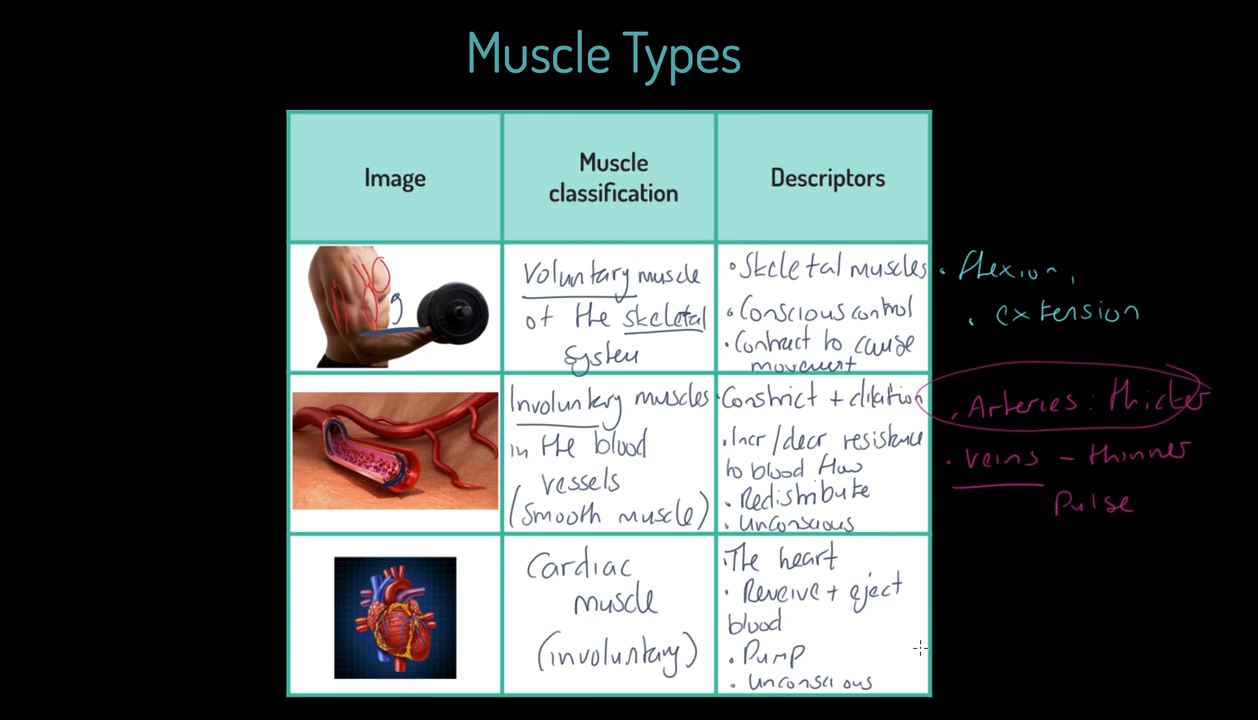 Muscle Types
Image
Muscle
classification
Descriptors
Voluntary muscle
of the skeletal
system
• Skeletal muscles
• Conscious control
• Contract to cause
movement
• flexion,
• extension
Involuntary muscles
in the blood
vessels
(smooth muscle)
• Constrict + dilation
• Incr/decr resistance
to blood flow
• Redistribute
• unconscious
• Arteries: thicker
• veins - thinner
pulse
Cardiac
muscle
(involuntary)
• The heart
• Receive + eject
blood
• Pump
• unconscious